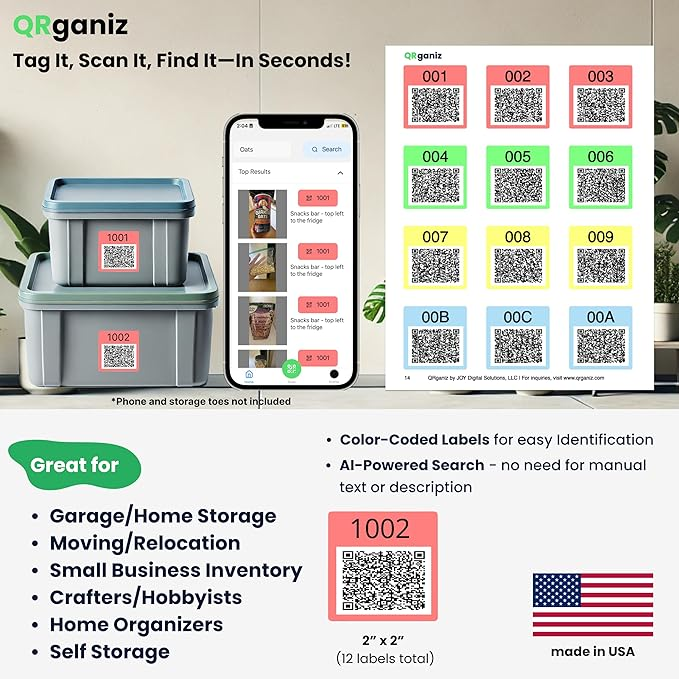 QRganiz
Tag It, Scan It, Find It—In Seconds!
1001
1002
2:04
LTE
Oats
Search
Top Results
1001
Snacks bar - top left
to the fridge
1001
Snacks bar - top left
to the fridge
1001
Snacks bar - top left
to the fridge
1001
Home
*Phone and storage toes not included
QRganiz
001 002 003
004 005 006
007 008 009
00B 00C 00A
14 QRganiz by JOY Digital Solutions, LLC | For inquiries, visit www.qrganiz.com
Great for
• Garage/Home Storage
• Moving/Relocation
• Small Business Inventory
• Crafters/Hobbyists
• Home Organizers
• Self Storage
• Color-Coded Labels for easy Identification
• AI-Powered Search - no need for manual
text or description
1002
2” x 2”
(12 labels total)
made in USA